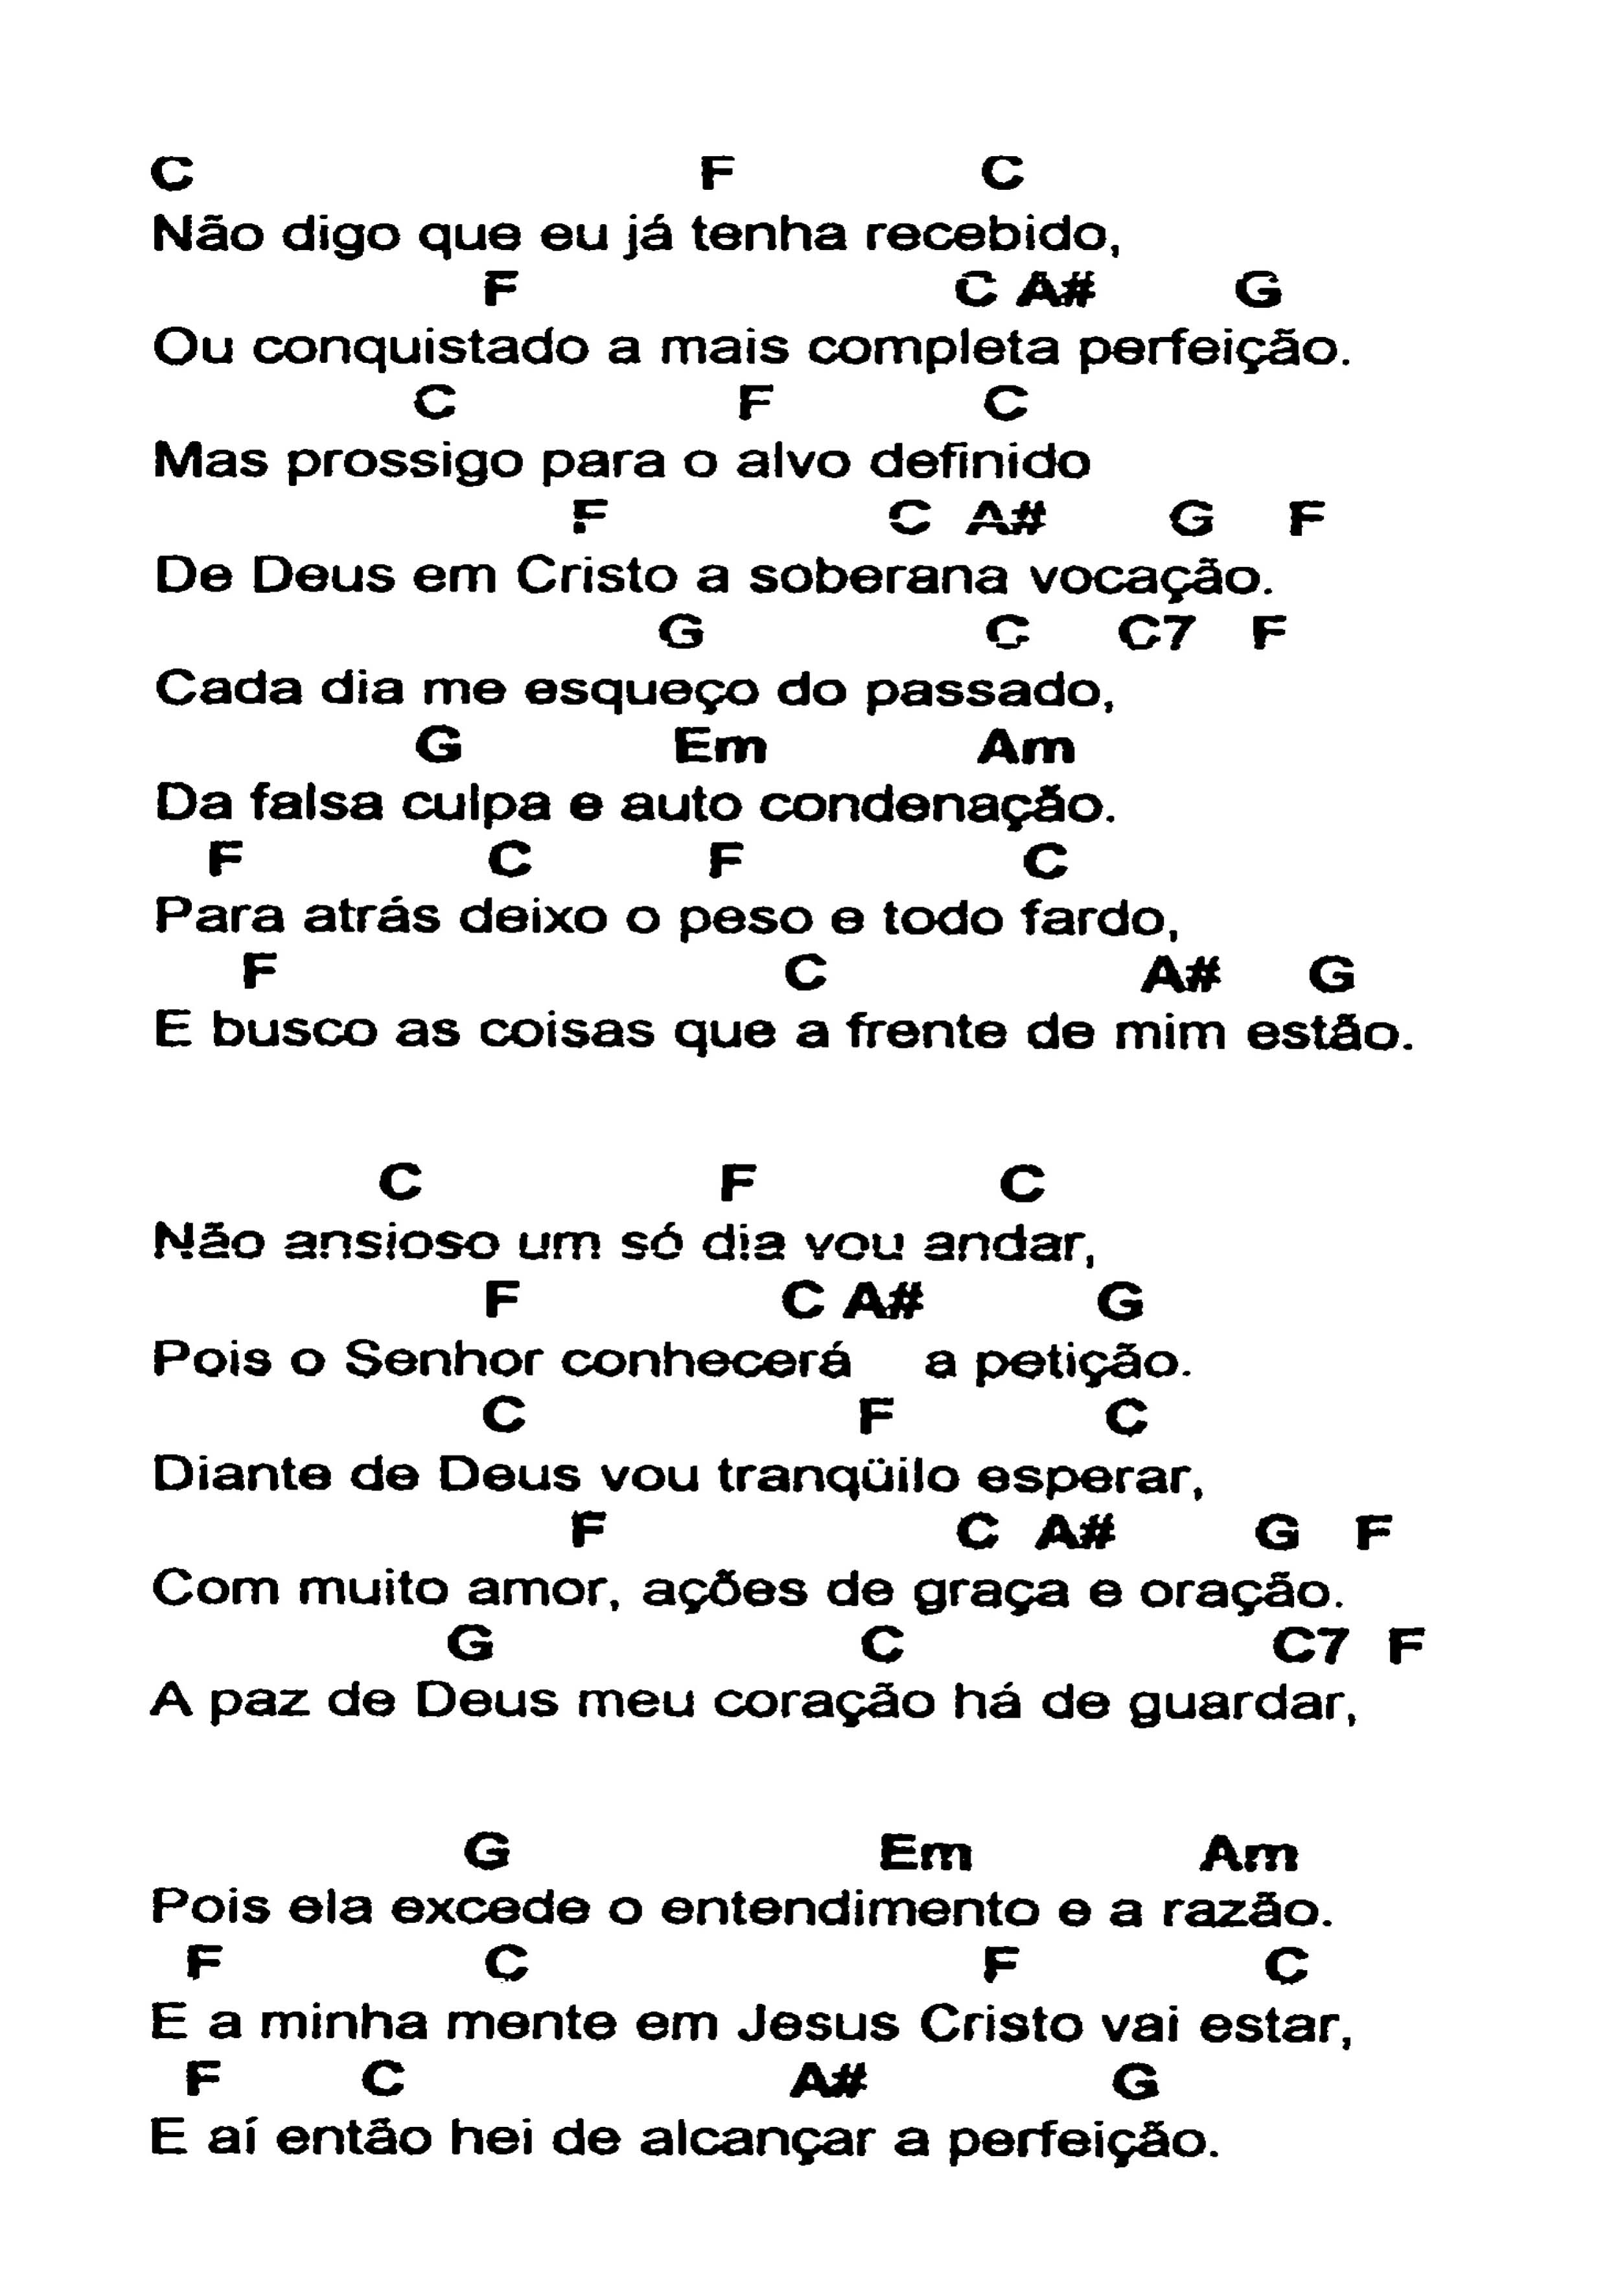 C F C
Não digo que eu já tenha recebido,
F C A# G
Ou conquistado a mais completa perfeição.
C F C
Mas prossigo para o alvo definido
F C A# G F
De Deus em Cristo a soberana vocação.
G C C7 F
Cada dia me esqueço do passado,
G Em Am
Da falsa culpa e auto condenação.
F C F C
Para atrás deixo o peso e todo fardo,
F C A# G
E busco as coisas que a frente de mim estão.
C F C
Não ansioso um só dia vou andar,
F C A# G
Pois o Senhor conhecerá a petição.
C F C
Diante de Deus vou tranqüilo esperar,
F C A# G F
Com muito amor, ações de graça e oração.
G C C7 F
A paz de Deus meu coração há de guardar,
G Em Am
Pois ela excede o entendimento e a razão.
F C F C
E a minha mente em Jesus Cristo vai estar,
F C A# G
E aí então hei de alcançar a perfeição.